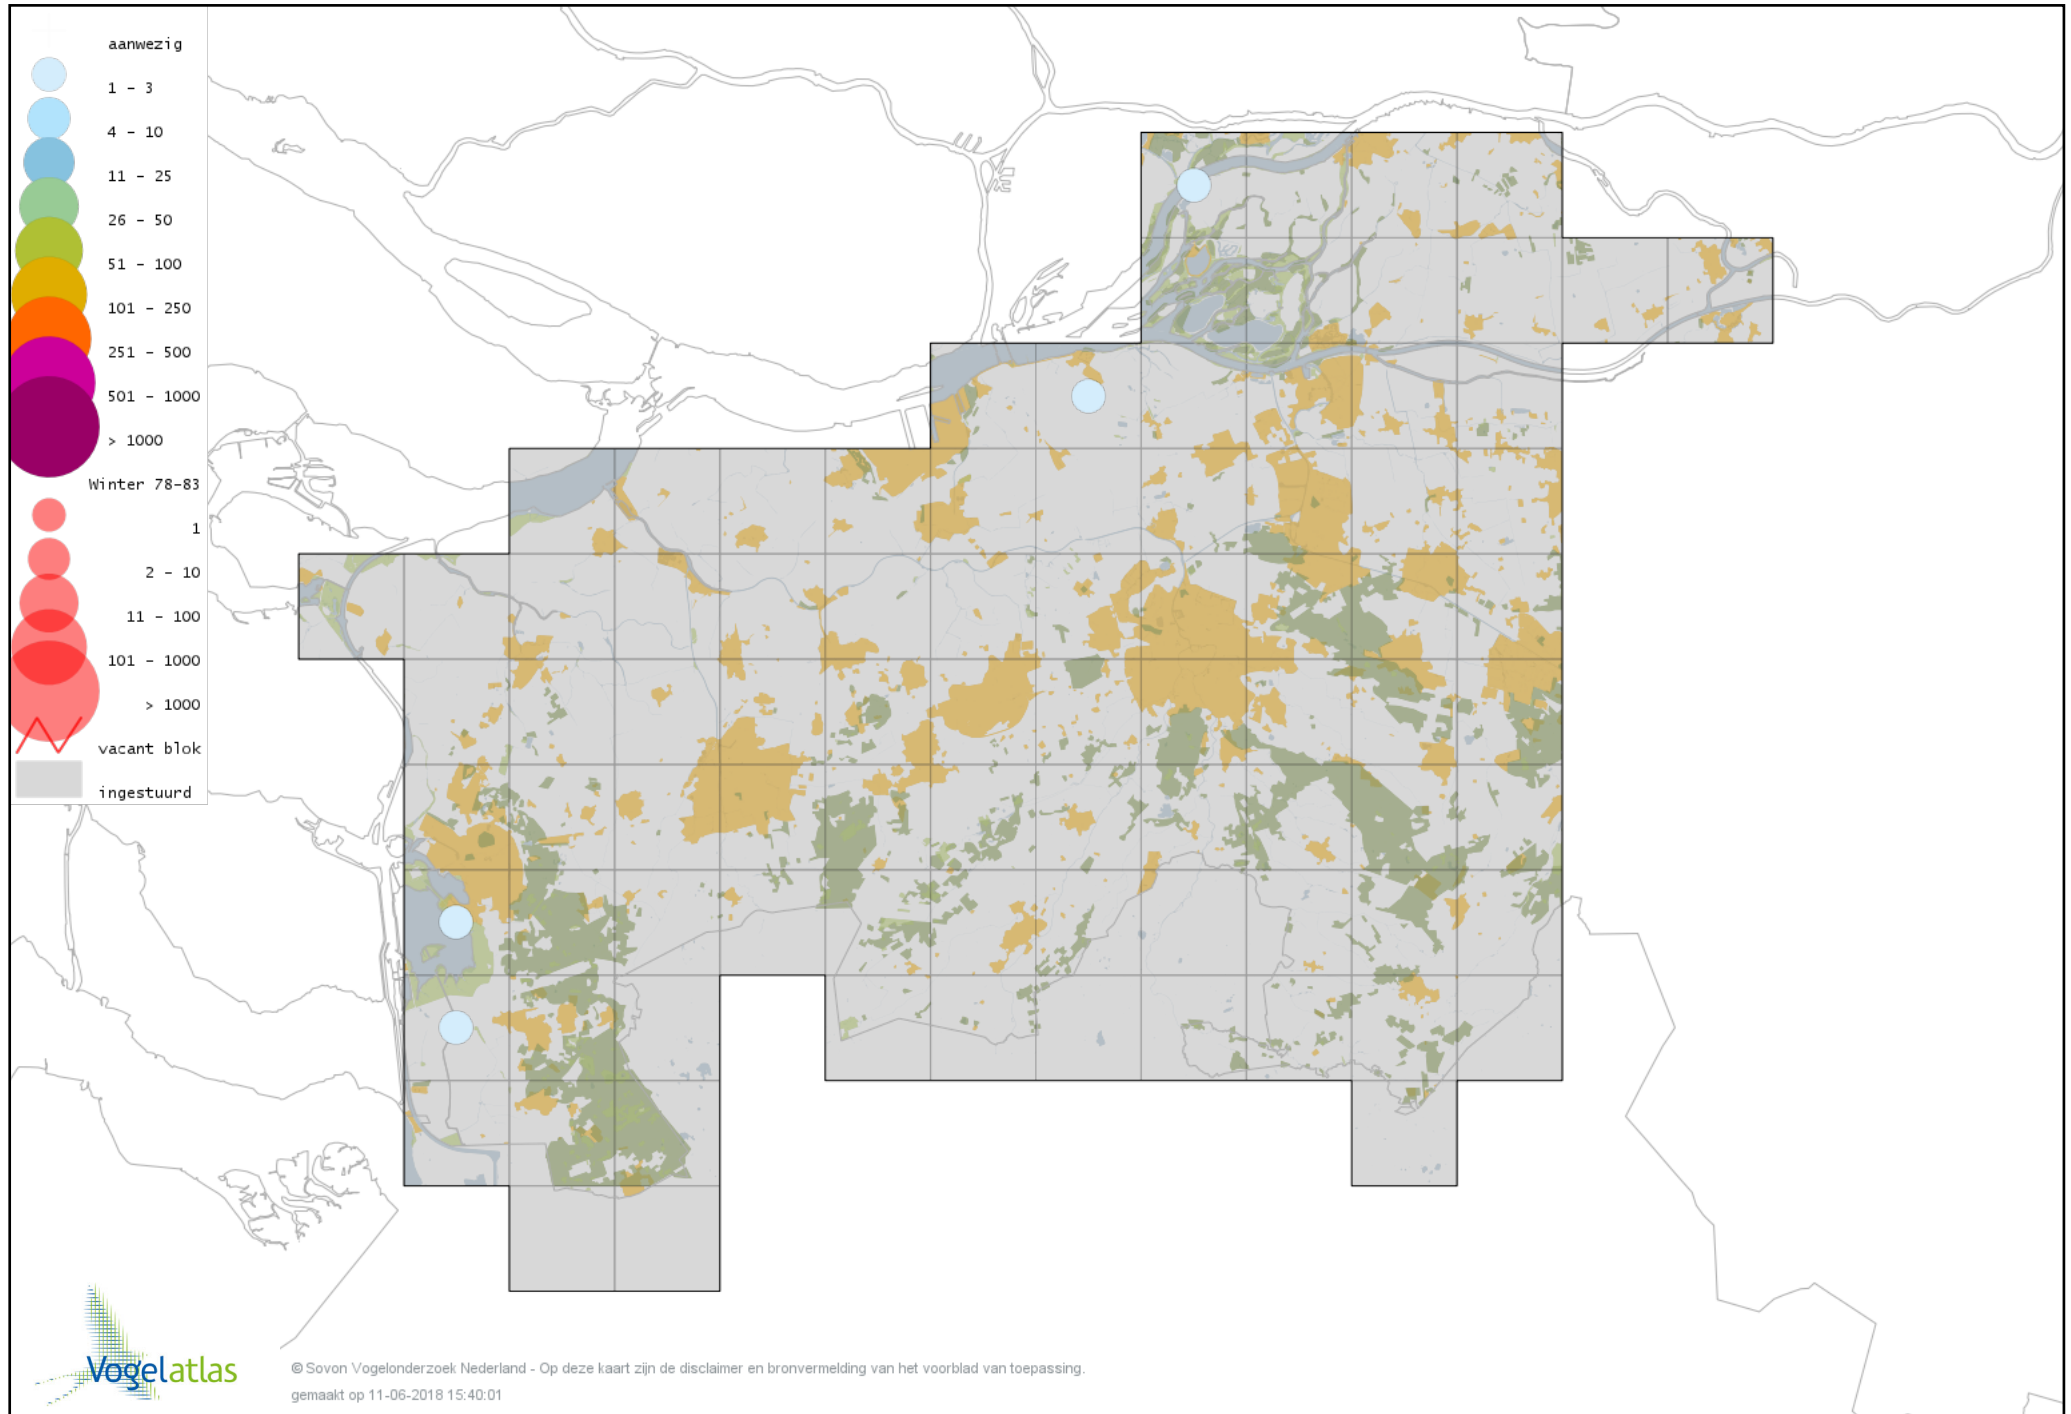 aanwezig
1 – 3
4 – 10
11 – 25
26 – 50
51 – 100
101 – 250
251 – 500
501 – 1000
> 1000
Winter 78-83
1
2 – 10
11 – 100
101 – 1000
> 1000
vacant blok
ingestuurd
Vogelatlas
© Sovon Vogelonderzoek Nederland - Op deze kaart zijn de disclaimer en bronvermelding van het voorblad van toepassing.
gemaakt op 11-06-2018 15:40:01